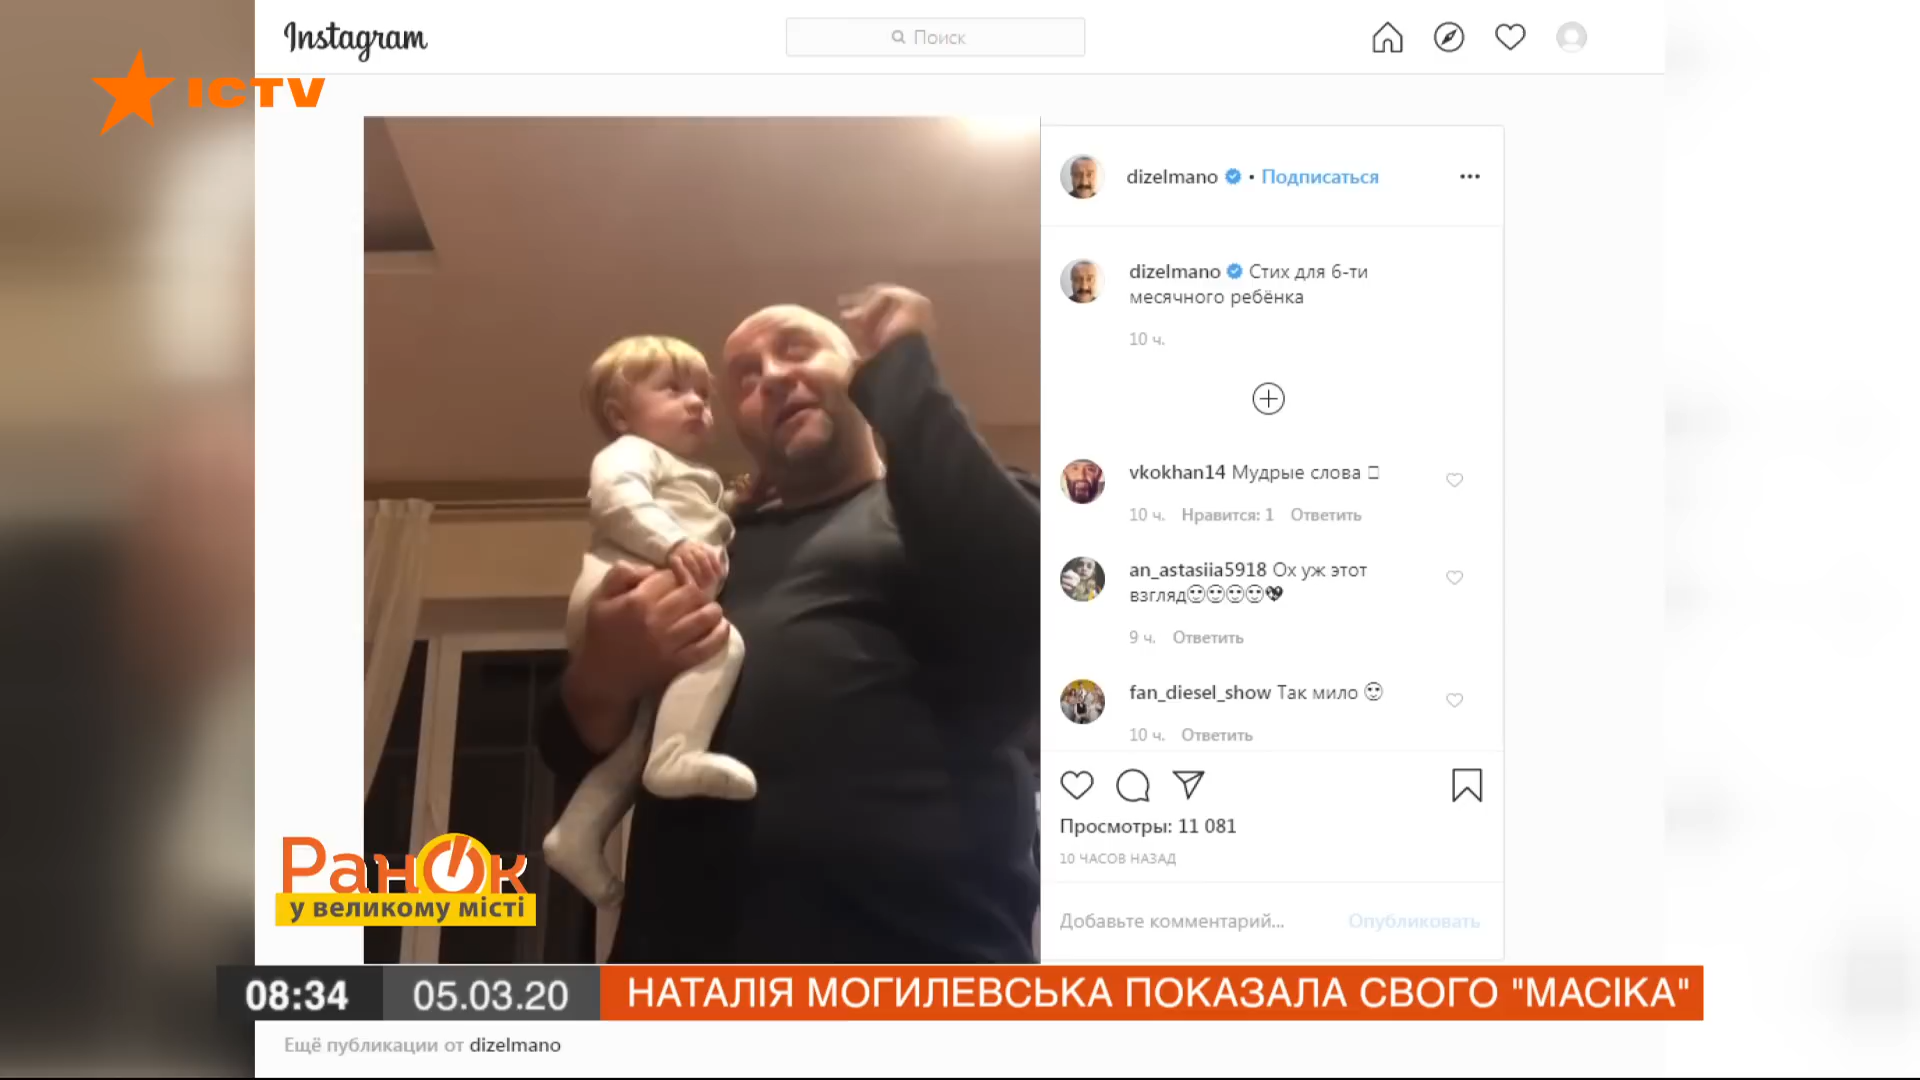 Instagram
Поиск
ICTV
dizelmano • Подписаться
dizelmano Стих для 6-ти
месячного ребёнка
10 ч.
vkokhan14 Мудрые слова
10 ч. Нравится: 1 Ответить
an_astasiia5918 Ох уж этот
взгляд
9 ч. Ответить
fan_diesel_show Так мило
10 ч. Ответить
Просмотры: 11 081
10 ЧАСОВ НАЗАД
Добавьте комментарий... Опубликовать
Ранок
у великому місті
08:34 05.03.20 НАТАЛІЯ МОГИЛЕВСЬКА ПОКАЗАЛА СВОГО "МАСІКА"
Ещё публикации от dizelmano